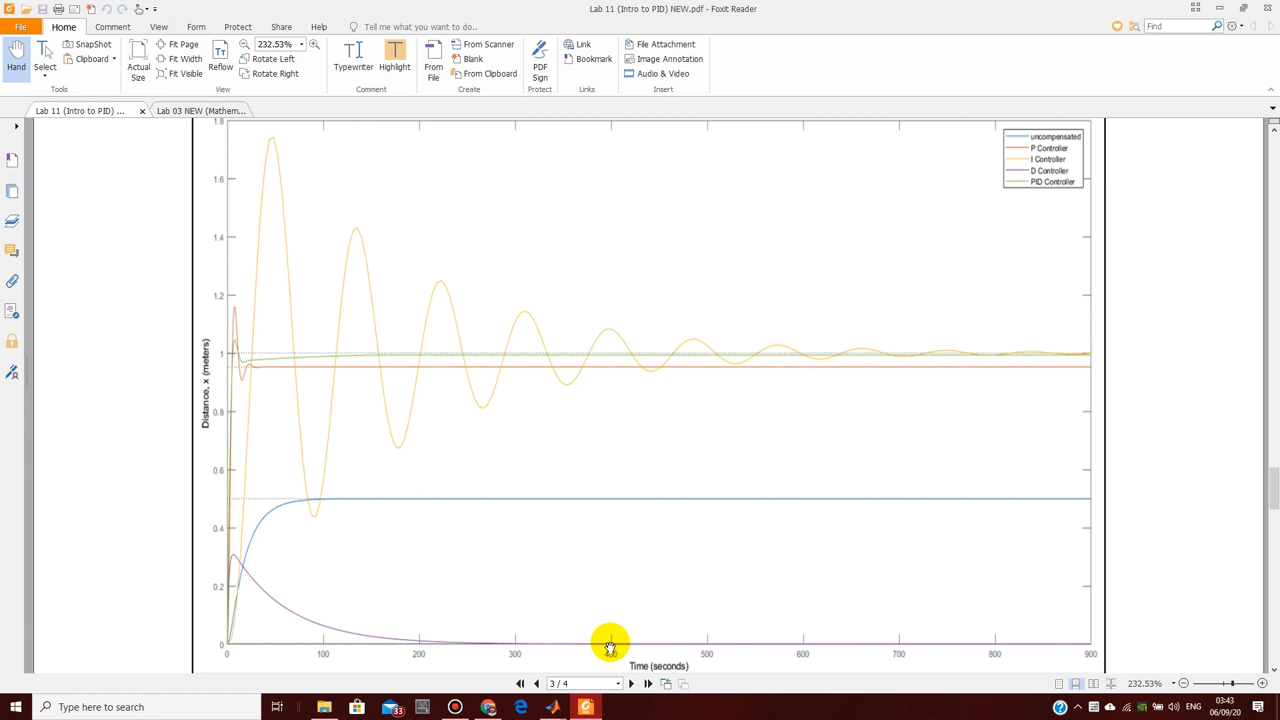 Lab 11 (Intro to PID) NEW.pdf - Foxit Reader
File Home Comment View Form Protect Share Help Tell me what you want to do..
Hand
Select
SnapShot
Clipboard
Actual Size
Fit Page
Fit Width
Fit Visible
Reflow
232.53%
Rotate Left
Rotate Right
Typewriter
Highlight
From File
From Scanner
Blank
From Clipboard
PDF Sign
Link
Bookmark
File Attachment
Image Annotation
Audio & Video
Find
Tools View Comment Create Protect Links Insert
Lab 11 (Intro to PID) ... Lab 03 NEW (Mathem...
uncompensated
P Controller
I Controller
D Controller
PID Controller
1.8
1.6
1.4
1.2
1
0.8
0.6
0.4
0.2
0
Distance, x (meters)
0 100 200 300 400 500 600 700 800 900
Time (seconds)
3 / 4
232.53%
Type here to search
33
ENG
03:43
06/09/20